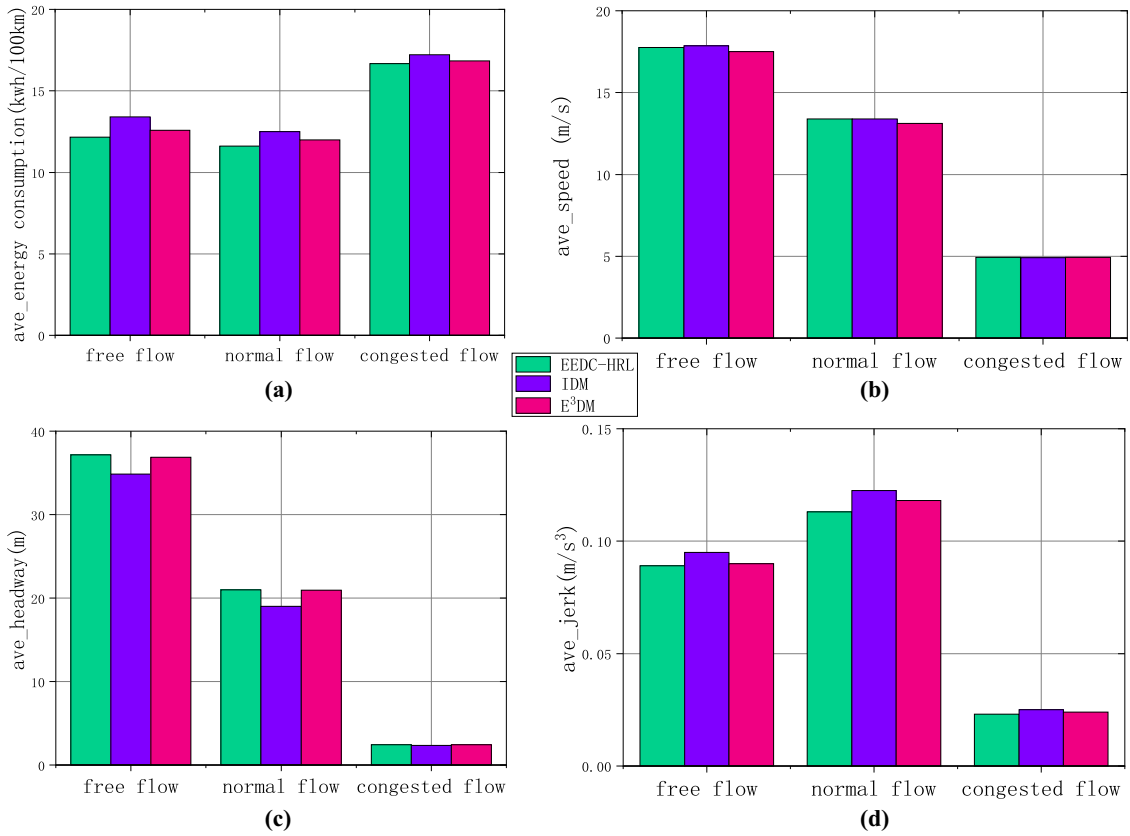 ave_energy consumption(kwh/100km)
20
15
10
5
0
free flow normal flow congested flow
(a)
ave_speed (m/s)
20
15
10
5
0
free flow normal flow congested flow
(b)
EEDC-HRL
IDM
E³DM
ave_headway(m)
40
30
20
10
0
free flow normal flow congested flow
(c)
ave_jerk(m/s³)
0.15
0.10
0.05
0.00
free flow normal flow congested flow
(d)